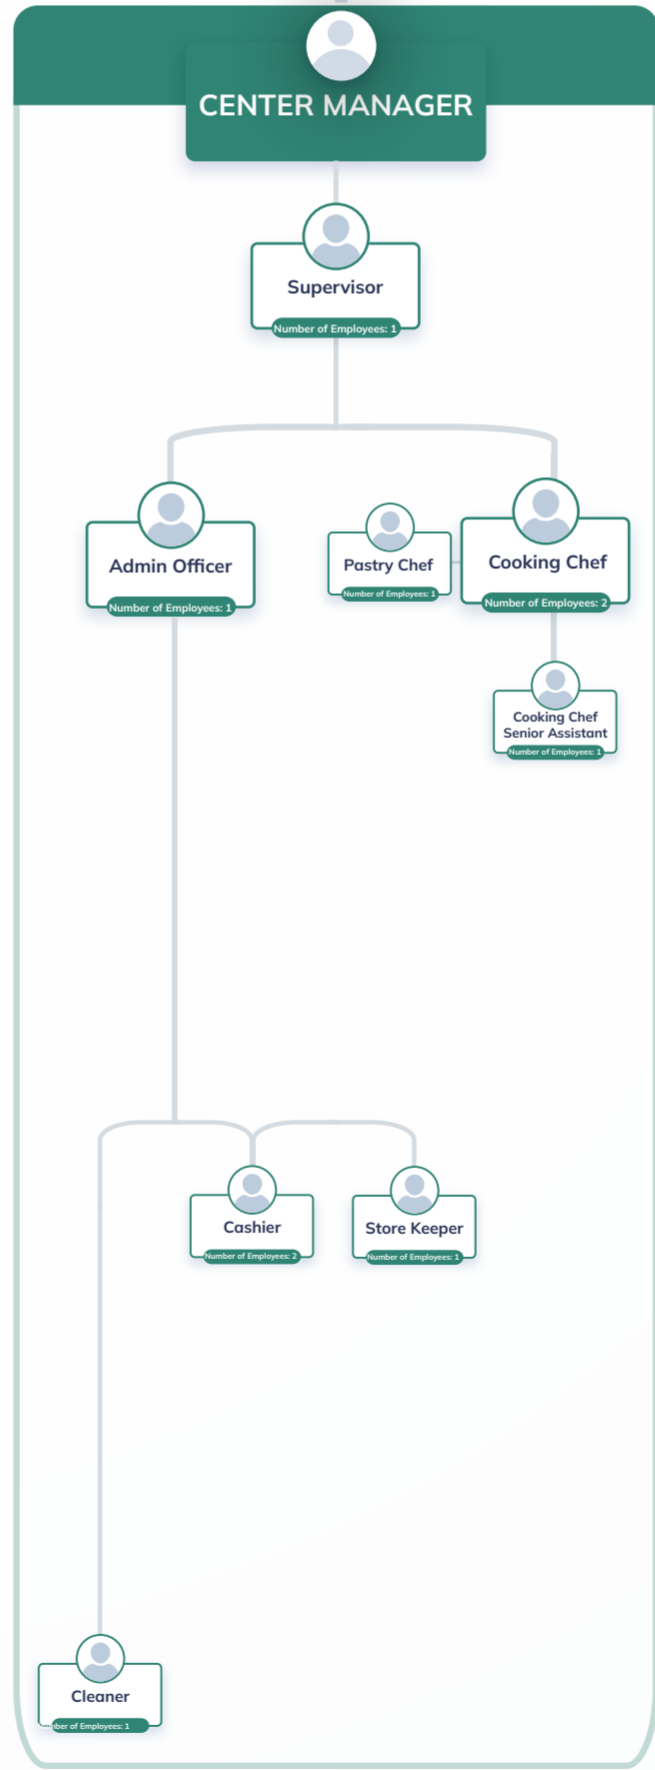 CENTER MANAGER
Supervisor
Number of Employees: 1
Admin Officer
Number of Employees: 1
Pastry Chef
Number of Employees: 1
Cooking Chef
Number of Employees: 2
Cooking Chef
Senior Assistant
Number of Employees: 1
Cashier
Number of Employees: 2
Store Keeper
Number of Employees: 1
Cleaner
mber of Employees: 1